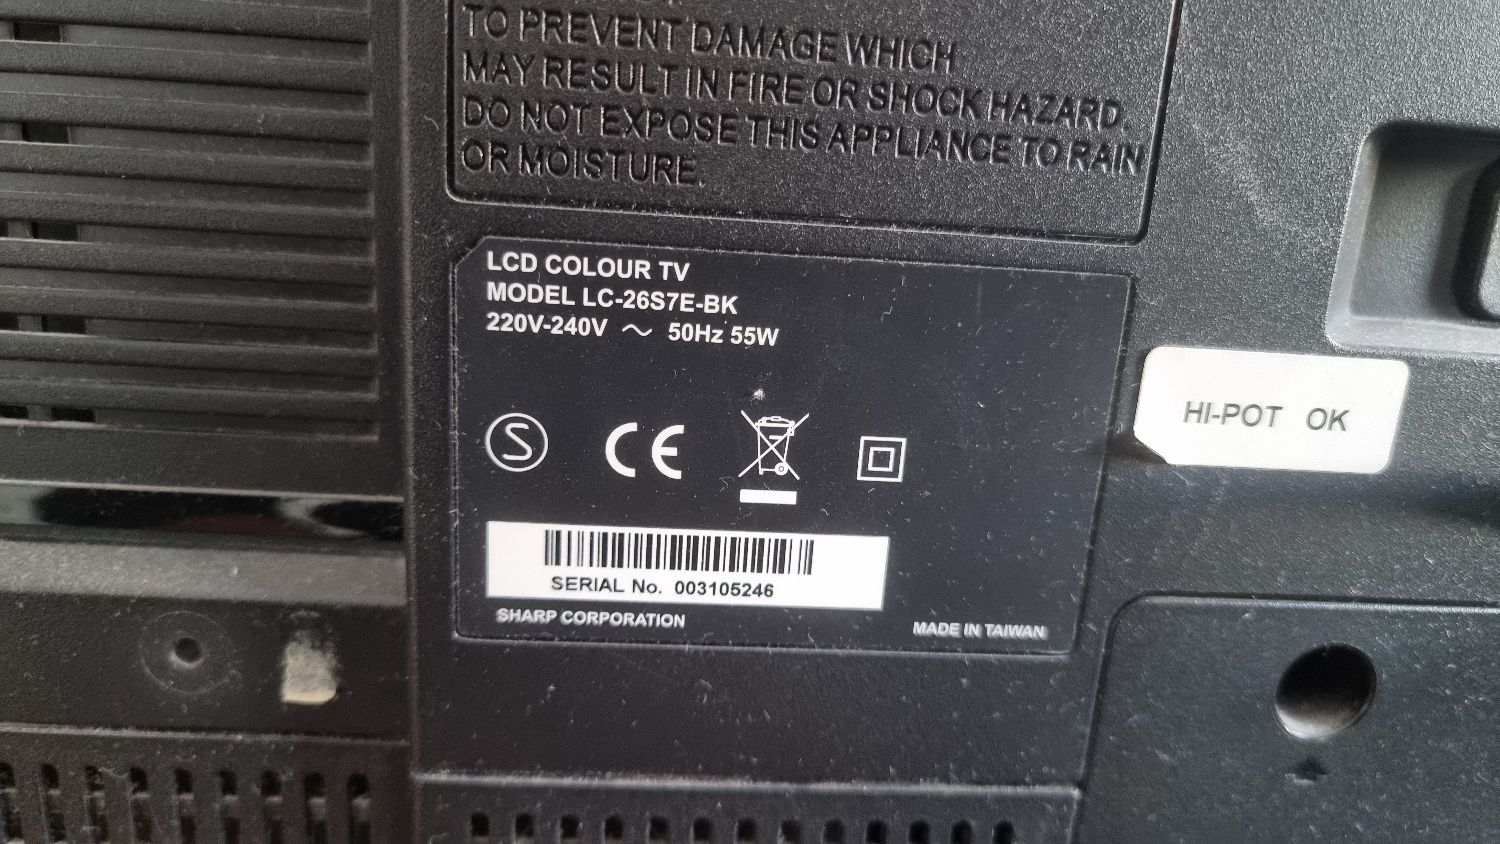 TO PREVENT DAMAGE WHICH
MAY RESULT IN FIRE OR SHOCK HAZARD.
DO NOT EXPOSE THIS APPLIANCE TO RAIN
OR MOISTURE.
LCD COLOUR TV
MODEL LC-26S7E-BK
220V-240V ~ 50Hz 55W
S CE
HI-POT OK
SERIAL No. 003105246
SHARP CORPORATION
MADE IN TAIWAN